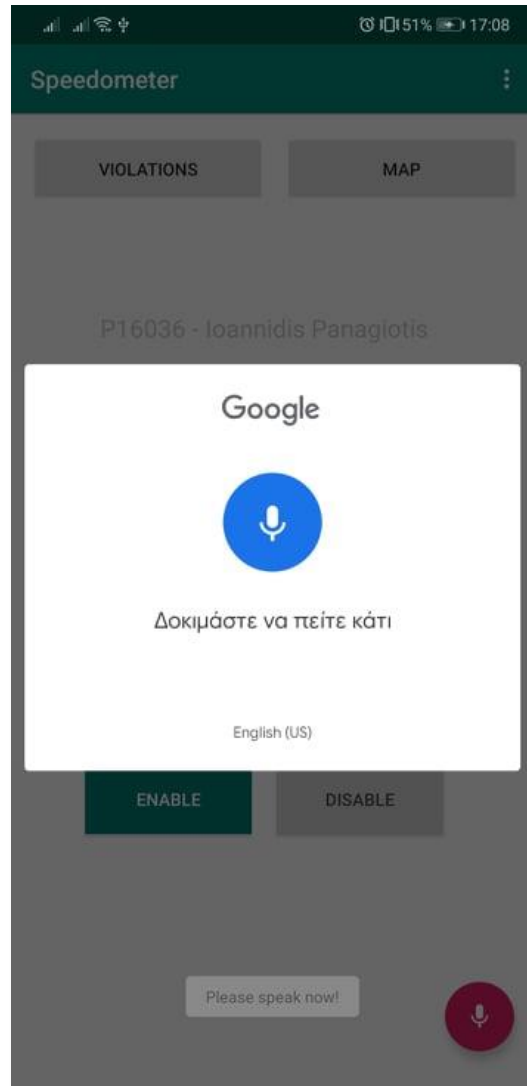 51% 17:08
Speedometer
VIOLATIONS MAP
P16036 - Ioannidis Panagiotis
Google
Δοκιμάστε να πείτε κάτι
English (US)
ENABLE DISABLE
Please speak now!